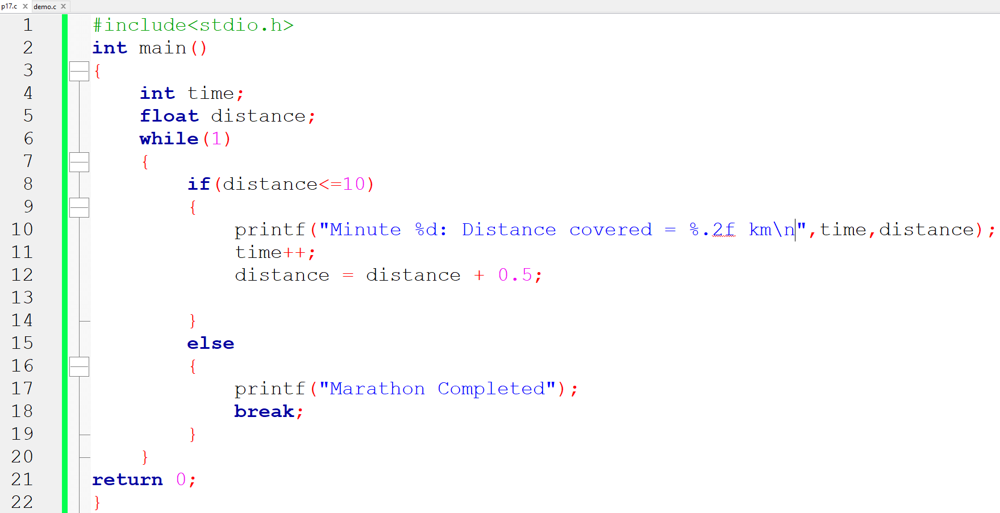 p17.c × demo.c ×
1 #include<stdio.h>
2 int main()
3 {
4 int time;
5 float distance;
6 while(1)
7 {
8 if(distance<=10)
9 {
10 printf("Minute %d: Distance covered = %.2f km\n",time,distance);
11 time++;
12 distance = distance + 0.5;
13
14 }
15 else
16 {
17 printf("Marathon Completed");
18 break;
19 }
20 }
21 return 0;
22 }